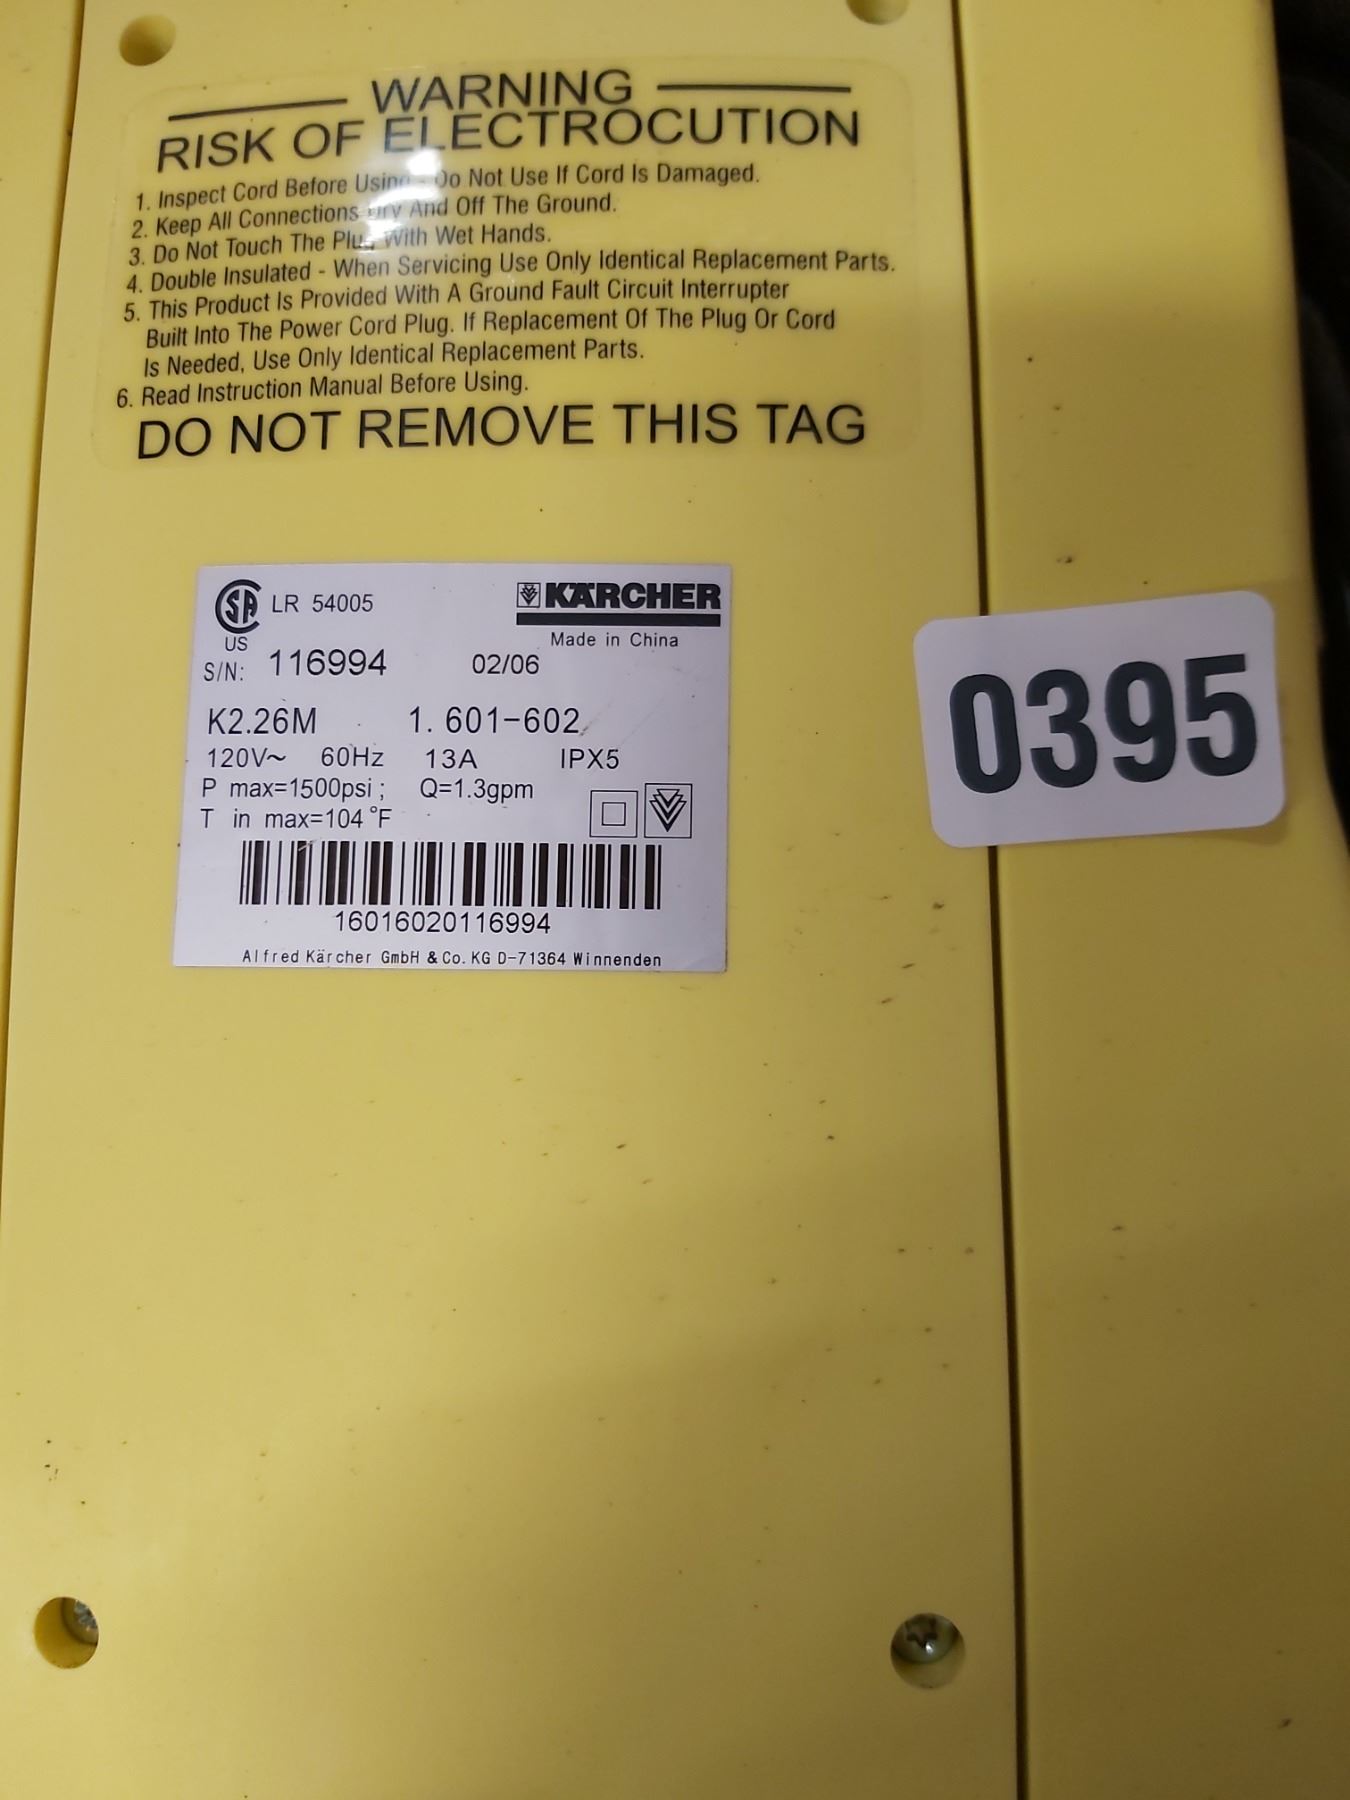 WARNING
RISK OF ELECTROCUTION
1. Inspect Cord Before Using - Do Not Use If Cord Is Damaged.
2. Keep All Connections Dry And Off The Ground.
3. Do Not Touch The Plug With Wet Hands.
4. Double Insulated - When Servicing Use Only Identical Replacement Parts.
5. This Product Is Provided With A Ground Fault Circuit Interrupter
Built Into The Power Cord Plug. If Replacement Of The Plug Or Cord
Is Needed, Use Only Identical Replacement Parts.
6. Read Instruction Manual Before Using.
DO NOT REMOVE THIS TAG
SA LR 54005 KÄRCHER
US Made in China
S/N: 116994 02/06
K2.26M 1. 601-602
120V~ 60Hz 13A IPX5
P max=1500psi ; Q=1.3gpm
T in max=104 °F
16016020116994
Alfred Kärcher GmbH & Co. KG D-71364 Winnenden
0395